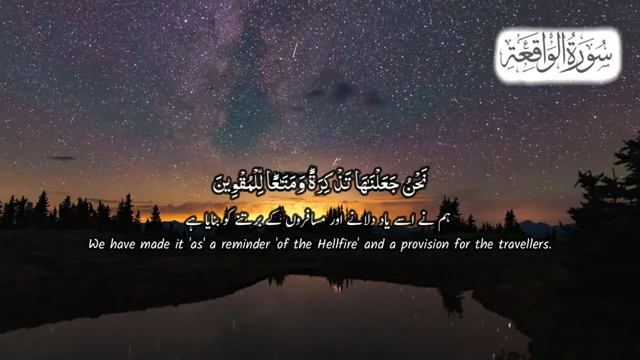 سُورَةُ الْوَاقِعَةِ
نَحْنُ جَعَلْنَٰهَا تَذْكِرَةً وَمَتَٰعًا لِّلْمُقْوِينَ
ہم نے اسے یاد دلانے اور مسافروں کے برتنے کو بنایا ہے
We have made it 'as' a reminder 'of the Hellfire' and a provision for the travellers.